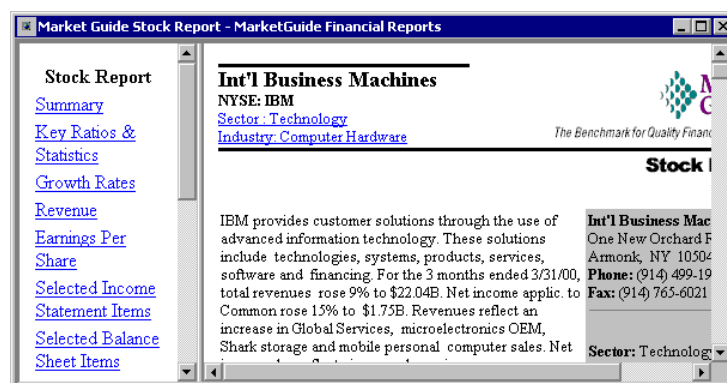 Market Guide Stock Report - MarketGuide Financial Reports
Stock Report
Summary
Key Ratios &
Statistics
Growth Rates
Revenue
Earnings Per
Share
Selected Income
Statement Items
Selected Balance
Sheet Items
Int'l Business Machines
NYSE: IBM
Sector : Technology
Industry: Computer Hardware
The Benchmark for Quality
Stock
IBM provides customer solutions through the use of
advanced information technology. These solutions
include technologies, systems, products, services,
software and financing. For the 3 months ended 3/31/00,
total revenues rose 9% to $22.04B. Net income applic. to
Common rose 15% to $1.75B. Revenues reflect an
increase in Global Services, microelectronics OEM,
Shark storage and mobile personal computer sales. Net
Int'l Business
One New Orchard
Armonk, NY 10504
Phone: (914) 499-19
Fax: (914) 765-6021
Sector: Technology